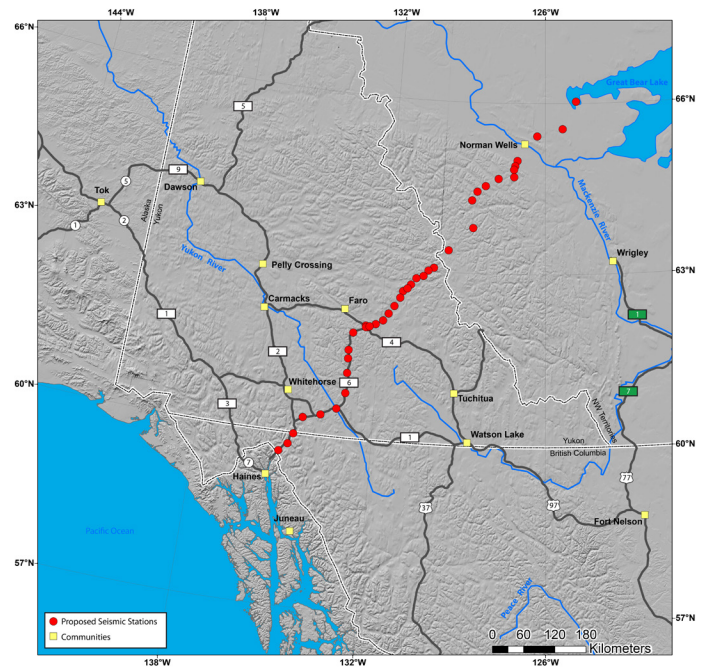 144°W
138°W
132°W
126°W
66°N
66°N
Great Bear Lake
5
Norman Wells
9
5
Dawson
Tok
63°N
Mackenzie River
1
2
Alaska
Yukon
Yukon River
Pelly Crossing
Wrigley
63°N
Carmacks
Faro
1
1
4
2
60°N
Whitehorse
6
7
3
Tuchitua
NW Territories
1
Watson Lake
Yukon
60°N
British Columbia
7
Haines
77
37
97
Fort Nelson
Juneau
Pacific Ocean
57°N
Peace River
57°N
Proposed Seismic Stations
Communities
0 60 120 180
Kilometers
138°W
132°W
126°W